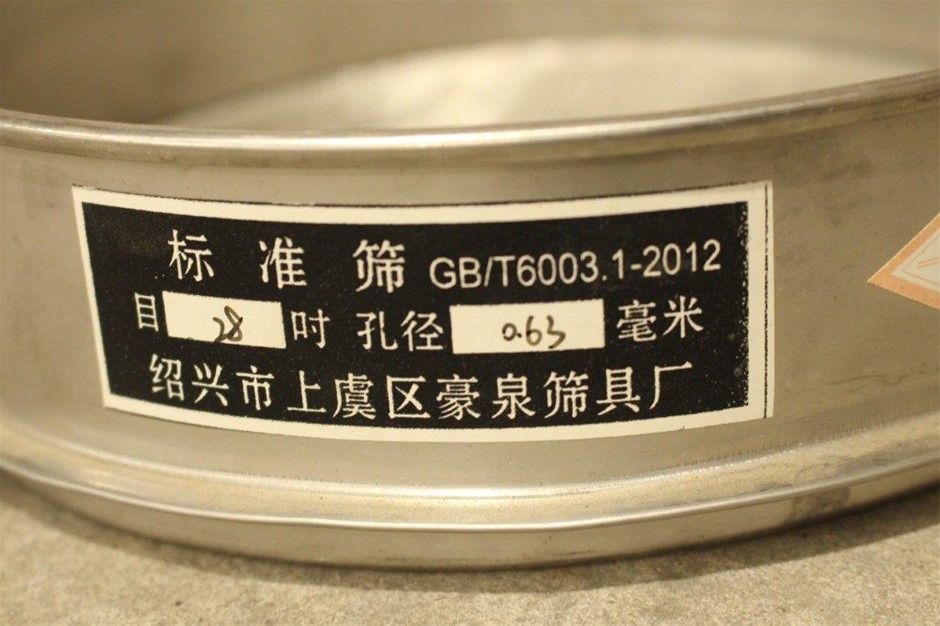 标准筛 GB/T6003.1-2012
目 28 吋 孔径 0.63 毫米
绍兴市上虞区豪泉筛具厂